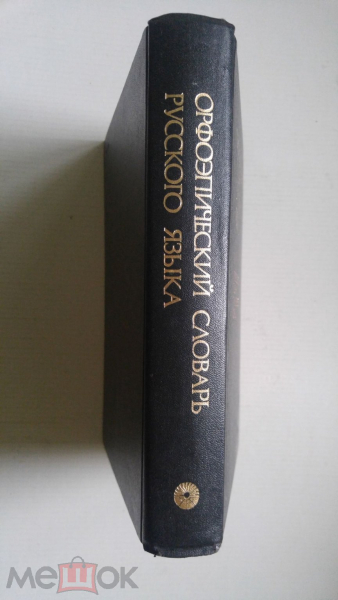 ОРФОЭПИЧЕСКИЙ СЛОВАРЬ
РУССКОГО ЯЗЫКА
мешок